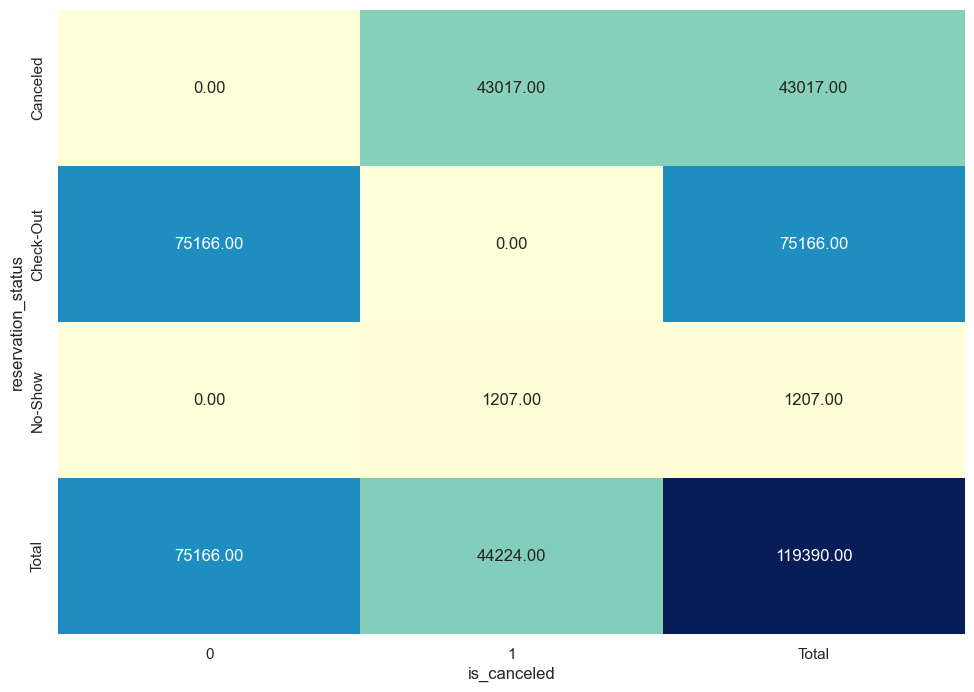 reservation_status
Canceled
0.00 43017.00 43017.00
Check-Out
75166.00 0.00 75166.00
No-Show
0.00 1207.00 1207.00
Total
75166.00 44224.00 119390.00
0 1 Total
is_canceled